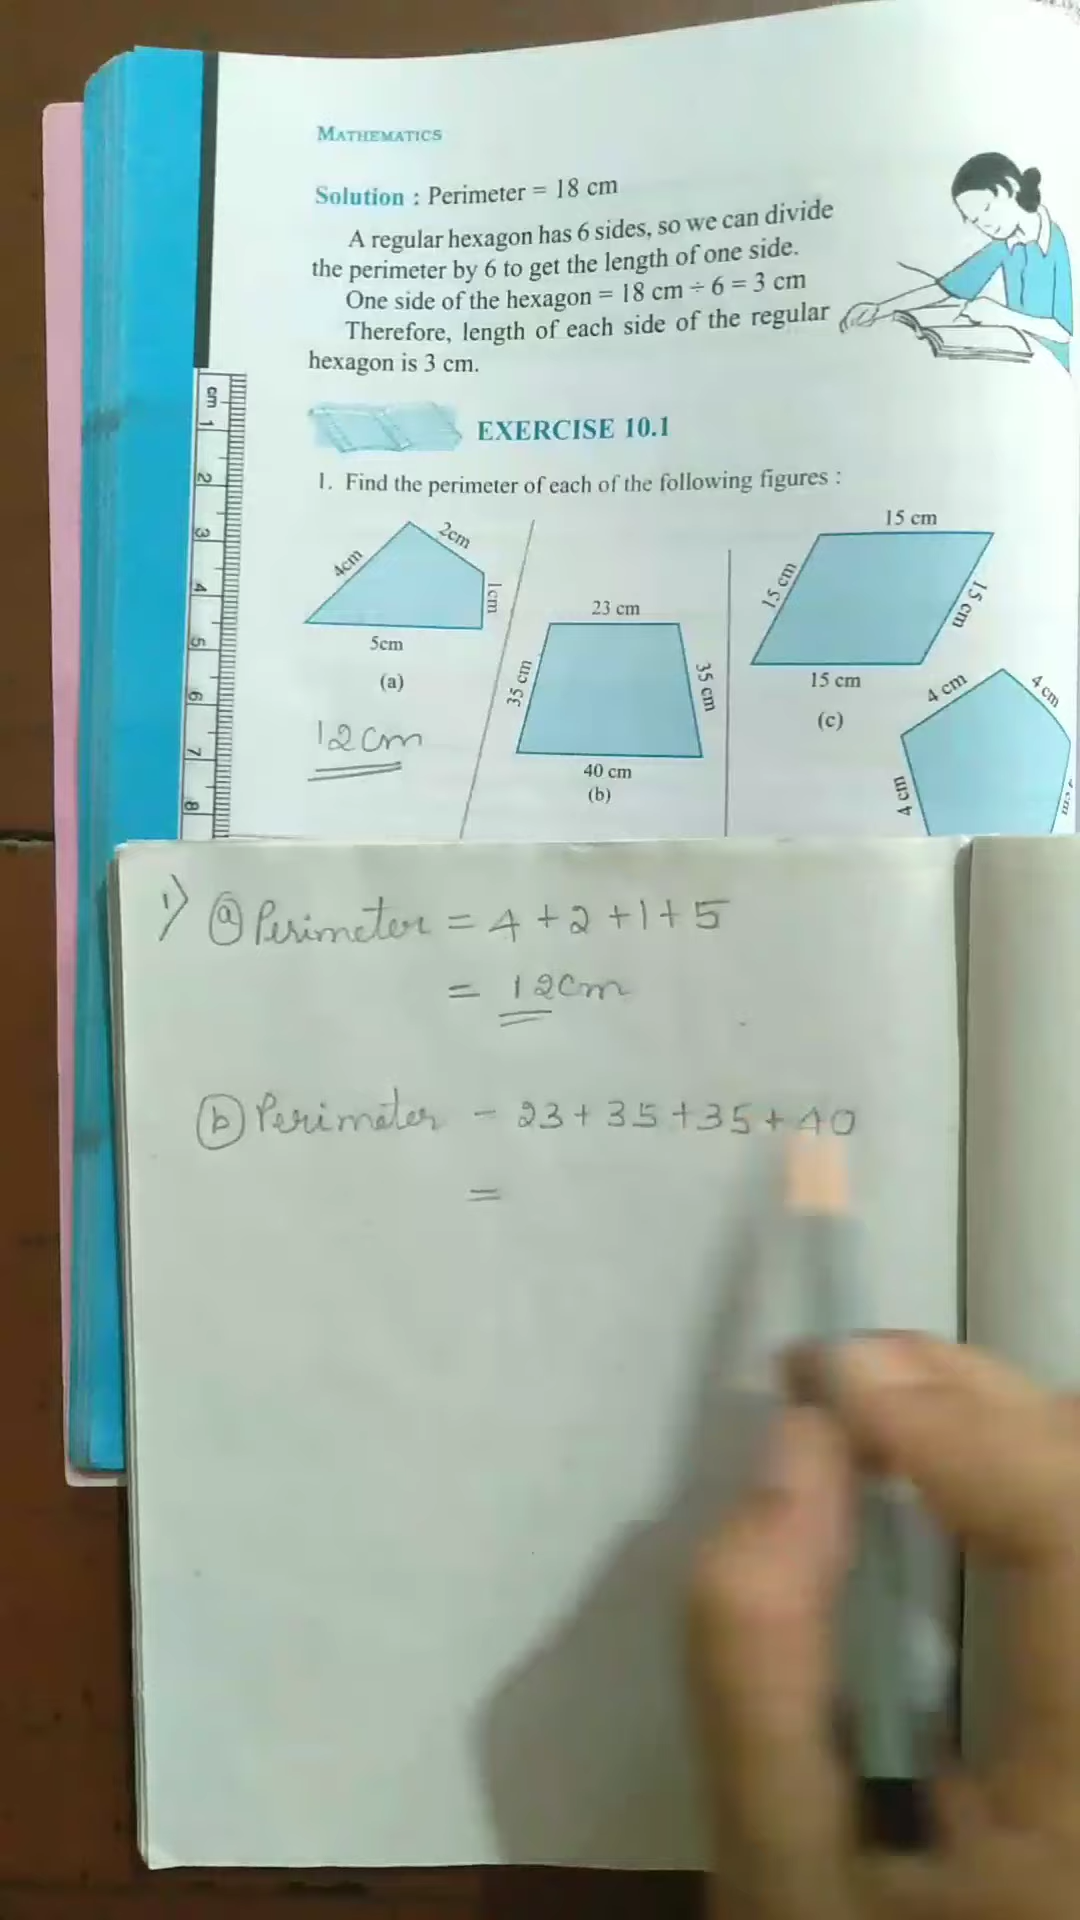 MATHEMATICS
Solution : Perimeter = 18 cm
A regular hexagon has 6 sides, so we can divide
the perimeter by 6 to get the length of one side.
One side of the hexagon = 18 cm ÷ 6 = 3 cm
Therefore, length of each side of the regular
hexagon is 3 cm.
EXERCISE 10.1
1. Find the perimeter of each of the following figures :
4cm
2cm
1cm
5cm
(a)
12cm
23 cm
35 cm
35 cm
40 cm
(b)
15 cm
15 cm
15 cm
15 cm
(c)
4 cm
4 cm
4 cm
cm 1 2 3 4 5 6 7 8
1) (a) Perimeter = 4 + 2 + 1 + 5
= 12cm
(b) Perimeter - 23 + 35 + 35 + 40
=